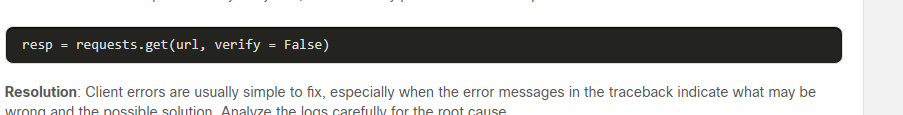 resp = requests.get(url, verify = False)
Resolution: Client errors are usually simple to fix, especially when the error messages in the traceback indicate what may be
wrong and the possible solution. Analyze the logs carefully for the root cause.